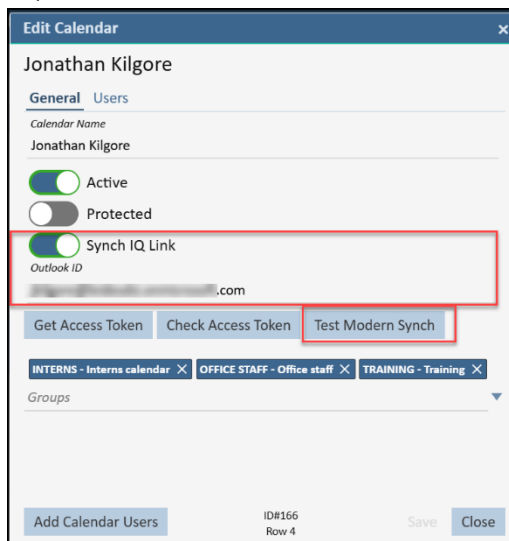 Edit Calendar ×
Jonathan Kilgore
General Users
Calendar Name
Jonathan Kilgore
Active
Protected
Synch IQ Link
Outlook ID
.com
Get Access Token Check Access Token Test Modern Synch
INTERNS - Interns calendar × OFFICE STAFF - Office staff × TRAINING - Training ×
Groups
Add Calendar Users ID#166 Save Close
Row 4